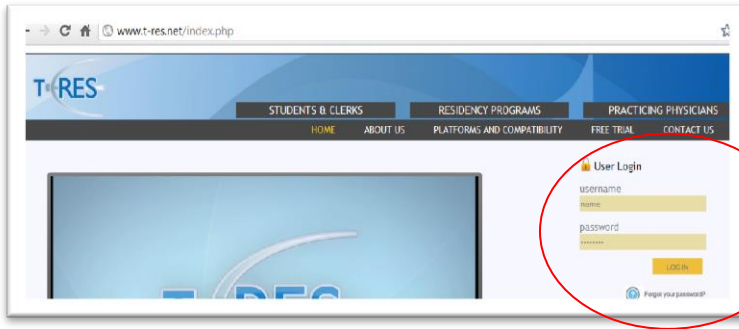 www.t-res.net/index.php
T-RES
STUDENTS & CLERKS RESIDENCY PROGRAMS PRACTICING PHYSICIANS
HOME ABOUT US PLATFORMS AND COMPATIBILITY FREE TRIAL CONTACT US
User Login
username
name
password
LOG IN
Forgot your password?
T-RES